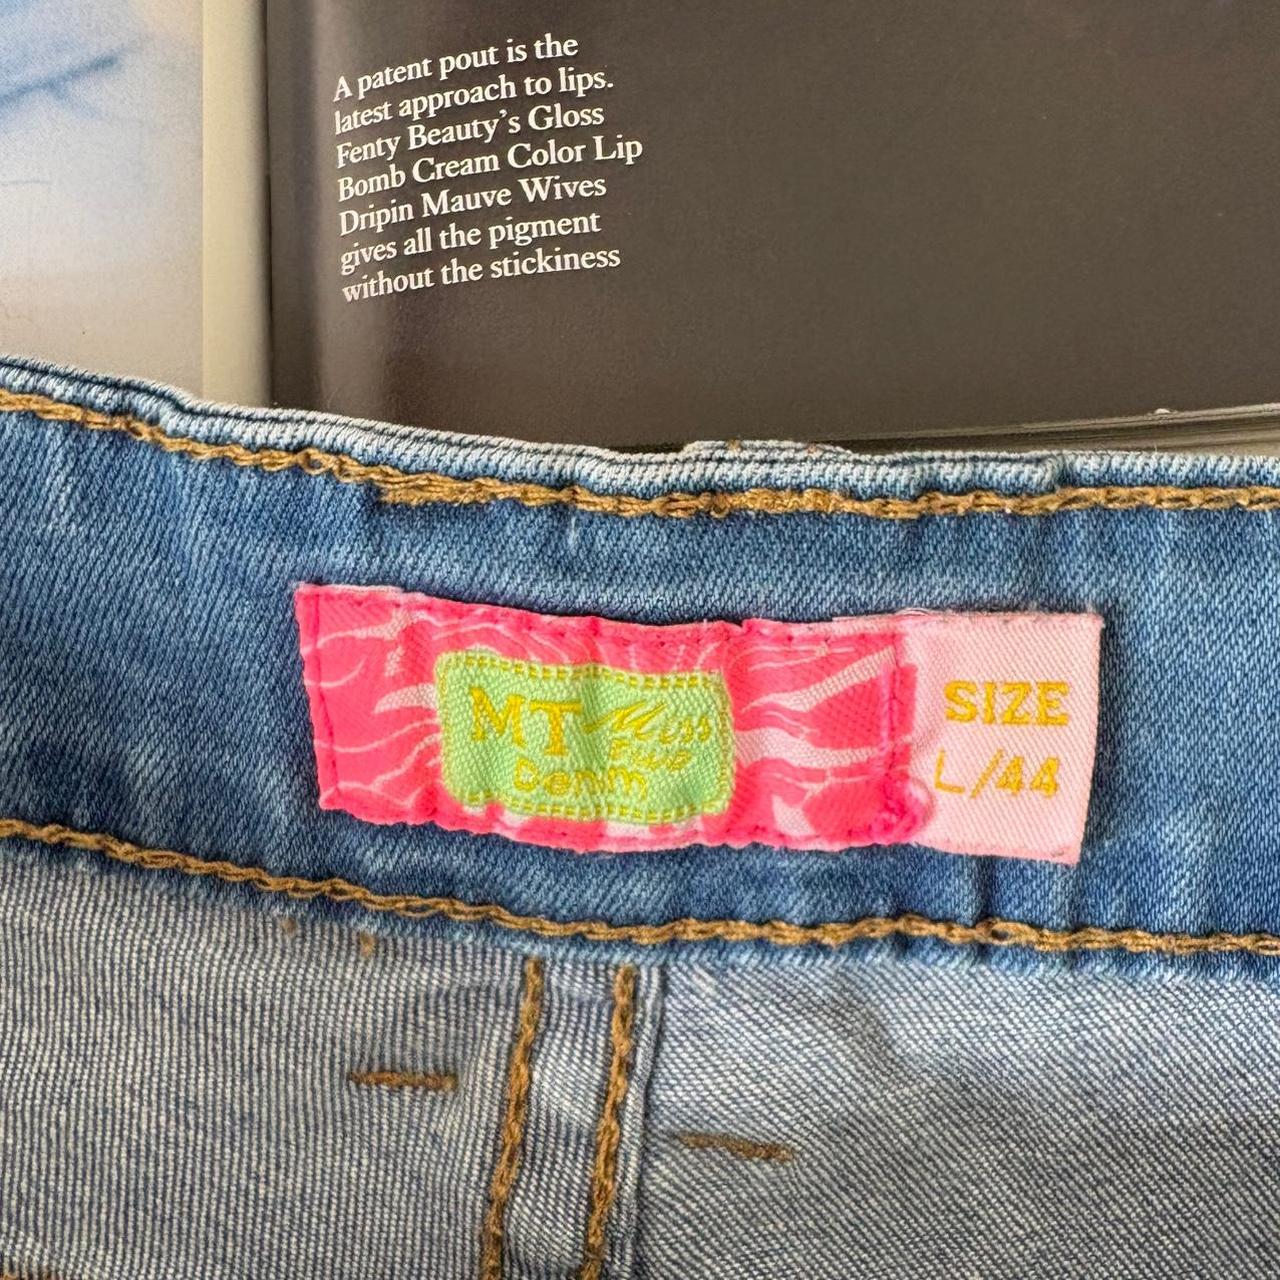 A patent pout is the
latest approach to lips.
Fenty Beauty's Gloss
Bomb Cream Color Lip
Dripin Mauve Wives
gives all the pigment
without the stickiness
MT Miss
Five
Denim
SIZE
L/44